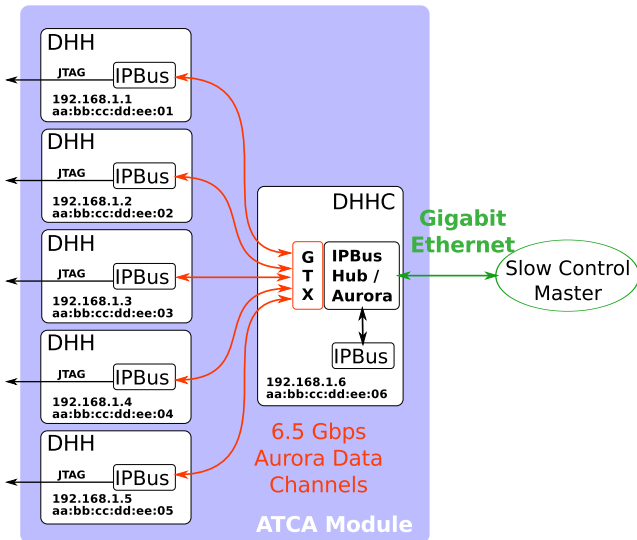 DHH
JTAG
IPBus
192.168.1.1
aa:bb:cc:dd:ee:01
DHH
JTAG
IPBus
192.168.1.2
aa:bb:cc:dd:ee:02
DHH
JTAG
IPBus
192.168.1.3
aa:bb:cc:dd:ee:03
DHH
JTAG
IPBus
192.168.1.4
aa:bb:cc:dd:ee:04
DHH
JTAG
IPBus
192.168.1.5
aa:bb:cc:dd:ee:05
DHHC
G
T
X
IPBus
Hub /
Aurora
IPBus
192.168.1.6
aa:bb:cc:dd:ee:06
Gigabit
Ethernet
Slow Control
Master
6.5 Gbps
Aurora Data
Channels
ATCA Module